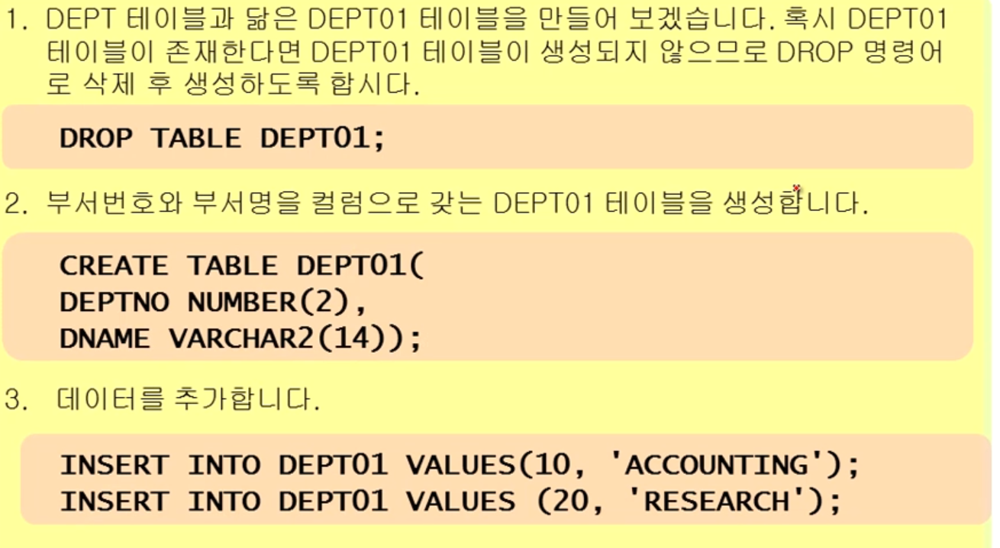 1. DEPT 테이블과 닮은 DEPT01 테이블을 만들어 보겠습니다. 혹시 DEPT01
테이블이 존재한다면 DEPT01 테이블이 생성되지 않으므로 DROP 명령어
로 삭제 후 생성하도록 합시다.
DROP TABLE DEPT01;
2. 부서번호와 부서명을 컬럼으로 갖는 DEPT01 테이블을 생성합니다.
CREATE TABLE DEPT01(
DEPTNO NUMBER(2),
DNAME VARCHAR2(14));
3. 데이터를 추가합니다.
INSERT INTO DEPT01 VALUES(10, 'ACCOUNTING');
INSERT INTO DEPT01 VALUES (20, 'RESEARCH');